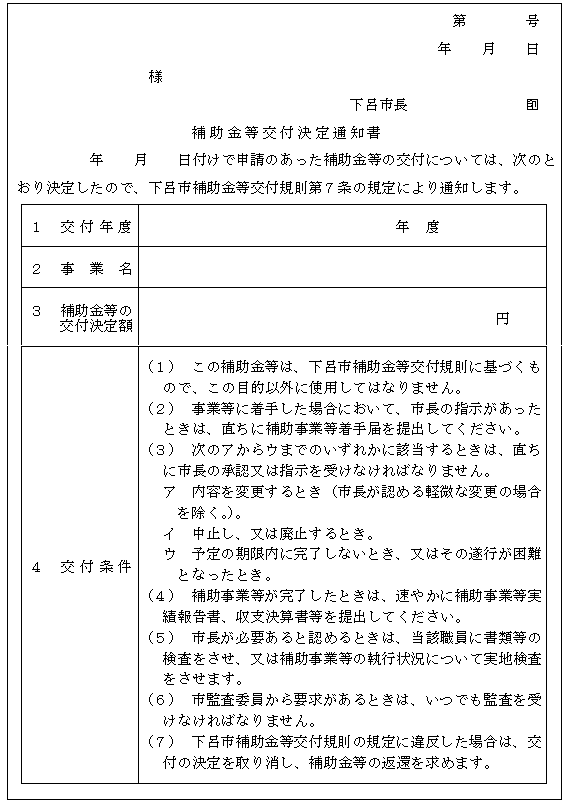 第　　　　号
年　　月　　日
様
下呂市長　　　　　　　　印
補助金等交付決定通知書
年　　月　　日付けで申請のあった補助金等の交付については、次のと
おり決定したので、下呂市補助金等交付規則第７条の規定により通知します。
１　交付年度　　年　度
２　事業名
３　補助金等の
交付決定額
円
４　交付条件
（１）　この補助金等は、下呂市補助金等交付規則に基づくも
ので、この目的以外に使用してはなりません。
（２）　事業等に着手した場合において、市長の指示があった
ときは、直ちに補助事業等着手届を提出してください。
（３）　次のアからウまでのいずれかに該当するときは、直ち
に市長の承認又は指示を受けなければなりません。
ア　内容を変更するとき（市長が認める軽微な変更の場合
を除く。）。
イ　中止し、又は廃止するとき。
ウ　予定の期限内に完了しないとき、又はその遂行が困難
となったとき。
（４）　補助事業等が完了したときは、速やかに補助事業等実
績報告書、収支決算書等を提出してください。
（５）　市長が必要あると認めるときは、当該職員に書類等の
検査をさせ、又は補助事業等の執行状況について実地検査
をさせます。
（６）　市監査委員から要求があるときは、いつでも監査を受
けなければなりません。
（７）　下呂市補助金等交付規則の規定に違反した場合は、交
付の決定を取り消し、補助金等の返還を求めます。